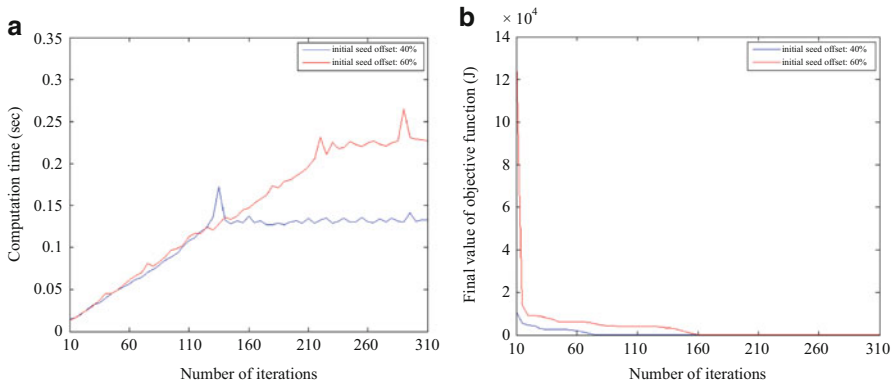 a
0.35
0.3
0.25
0.2
0.15
0.1
0.05
0
Computation time (sec)
initial seed offset: 40%
initial seed offset: 60%
10 60 110 160 210 260 310
Number of iterations
b
× 10⁴
14
12
10
8
6
4
2
0
Final value of objective function (J)
initial seed offset: 40%
initial seed offset: 60%
10 60 110 160 210 260 310
Number of iterations